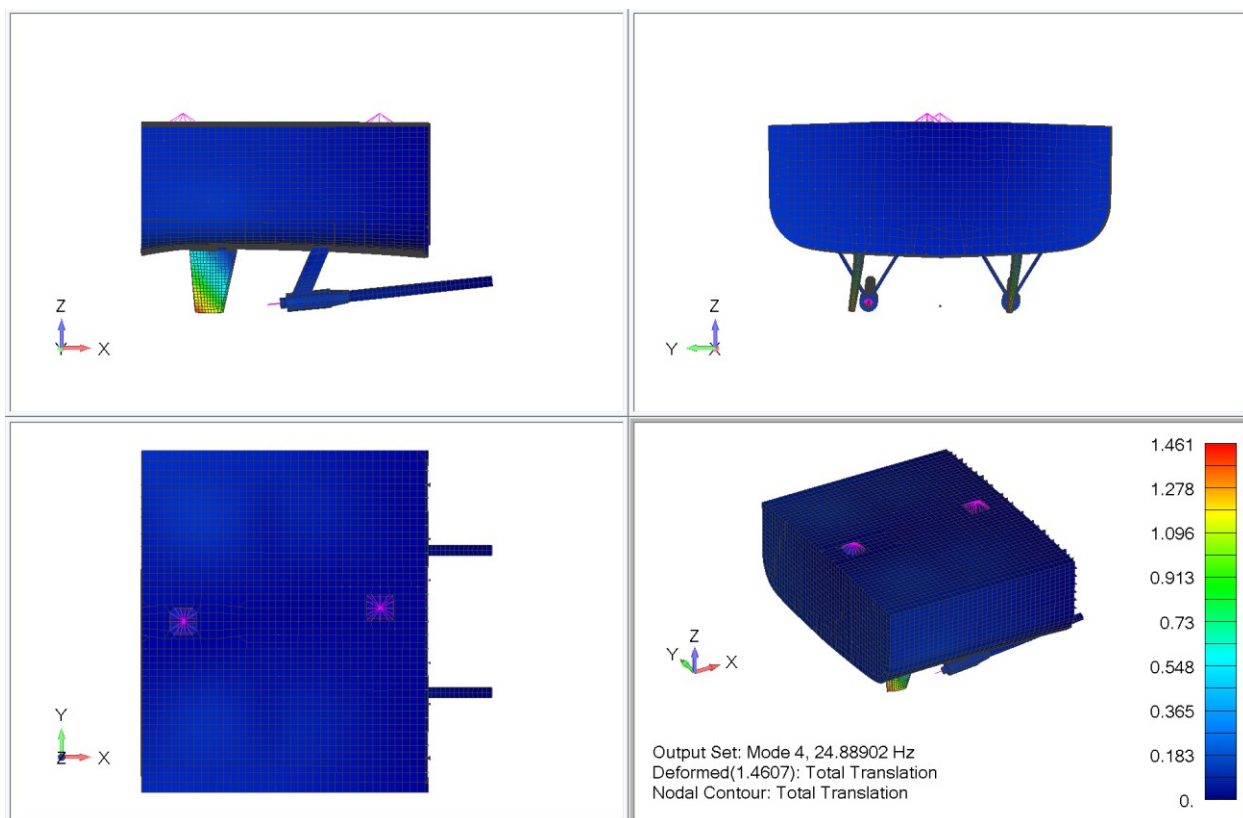 Z
Y
X
Z
Y
X
Y
Z
X
Z
Y
X
Output Set: Mode 4, 24.88902 Hz
Deformed(1.4607): Total Translation
Nodal Contour: Total Translation
1.461
1.278
1.096
0.913
0.73
0.548
0.365
0.183
0.